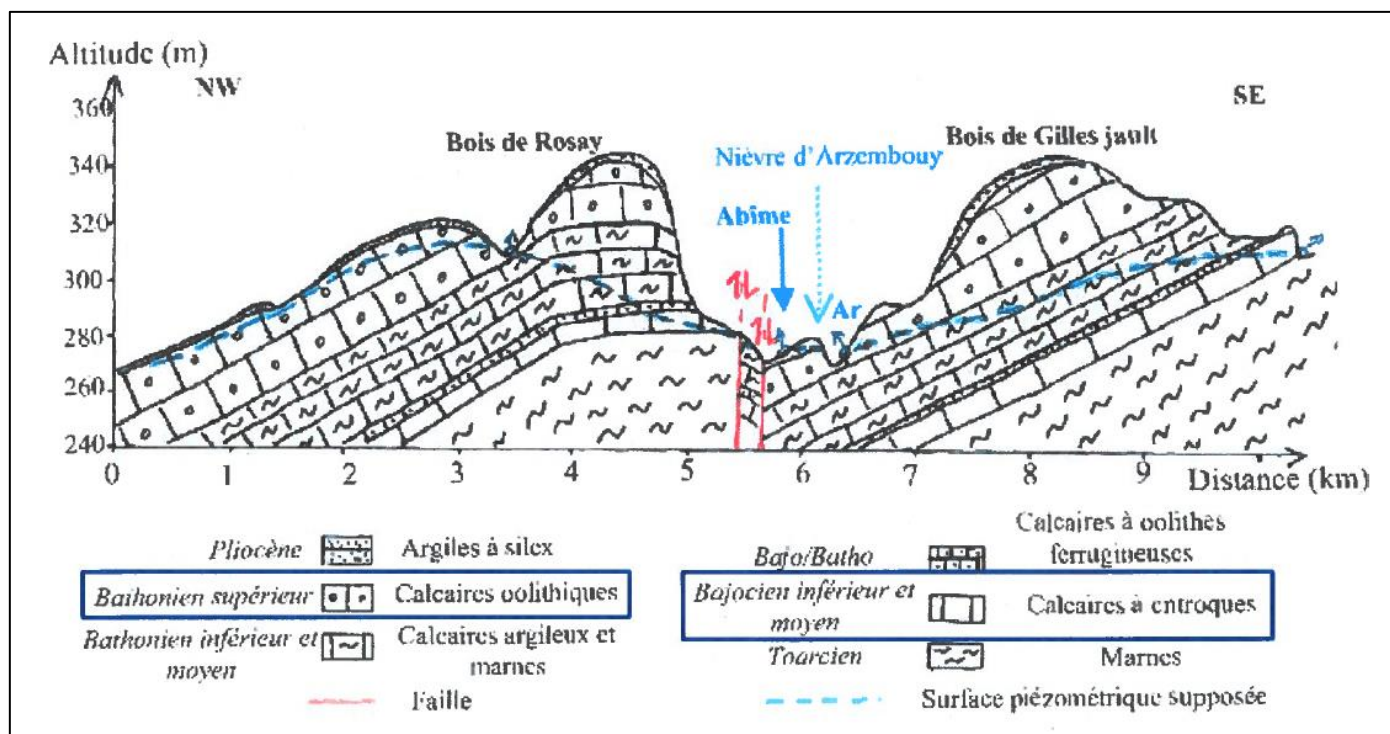 Altitude (m)
NW
SE
360
Bois de Rosay
Bois de Gilles jault
340
Nièvre d'Arzembouy
Abîme
320
300
Ar
280
260
240
0 1 2 3 4 5 6 7 8 9
Distance (km)
Pliocène Argiles à silex
Bathonien supérieur Calcaires oolithiques
Bathonien inférieur et moyen Calcaires argileux et marnes
Faille
Bajo/Batho Calcaires à oolithes ferrugineuses
Bajocien inférieur et moyen Calcaires à entroques
Toarcien Marnes
Surface piézométrique supposée